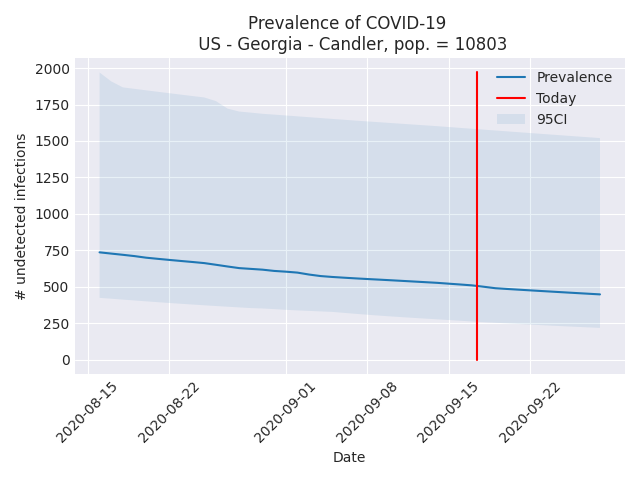 Prevalence of COVID-19
US - Georgia - Candler, pop. = 10803
2000
1750
1500
1250
1000
750
500
250
0
# undetected infections
Prevalence
Today
95CI
2020-08-15
2020-08-22
2020-09-01
2020-09-08
2020-09-15
2020-09-22
Date